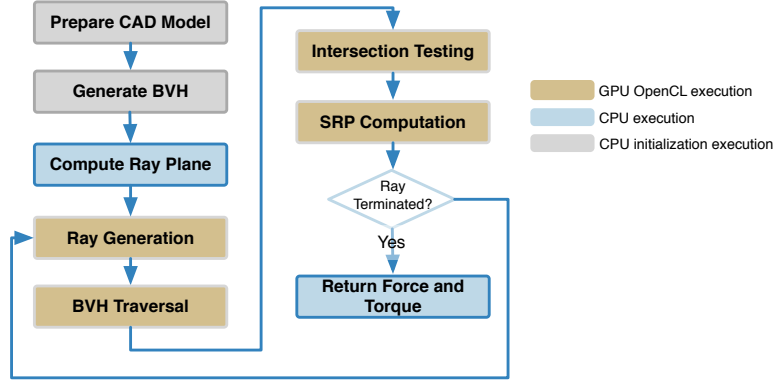 Prepare CAD Model
Generate BVH
Compute Ray Plane
Ray Generation
BVH Traversal
Intersection Testing
SRP Computation
Ray
Terminated?
Yes
Return Force and
Torque
GPU OpenCL execution
CPU execution
CPU initialization execution